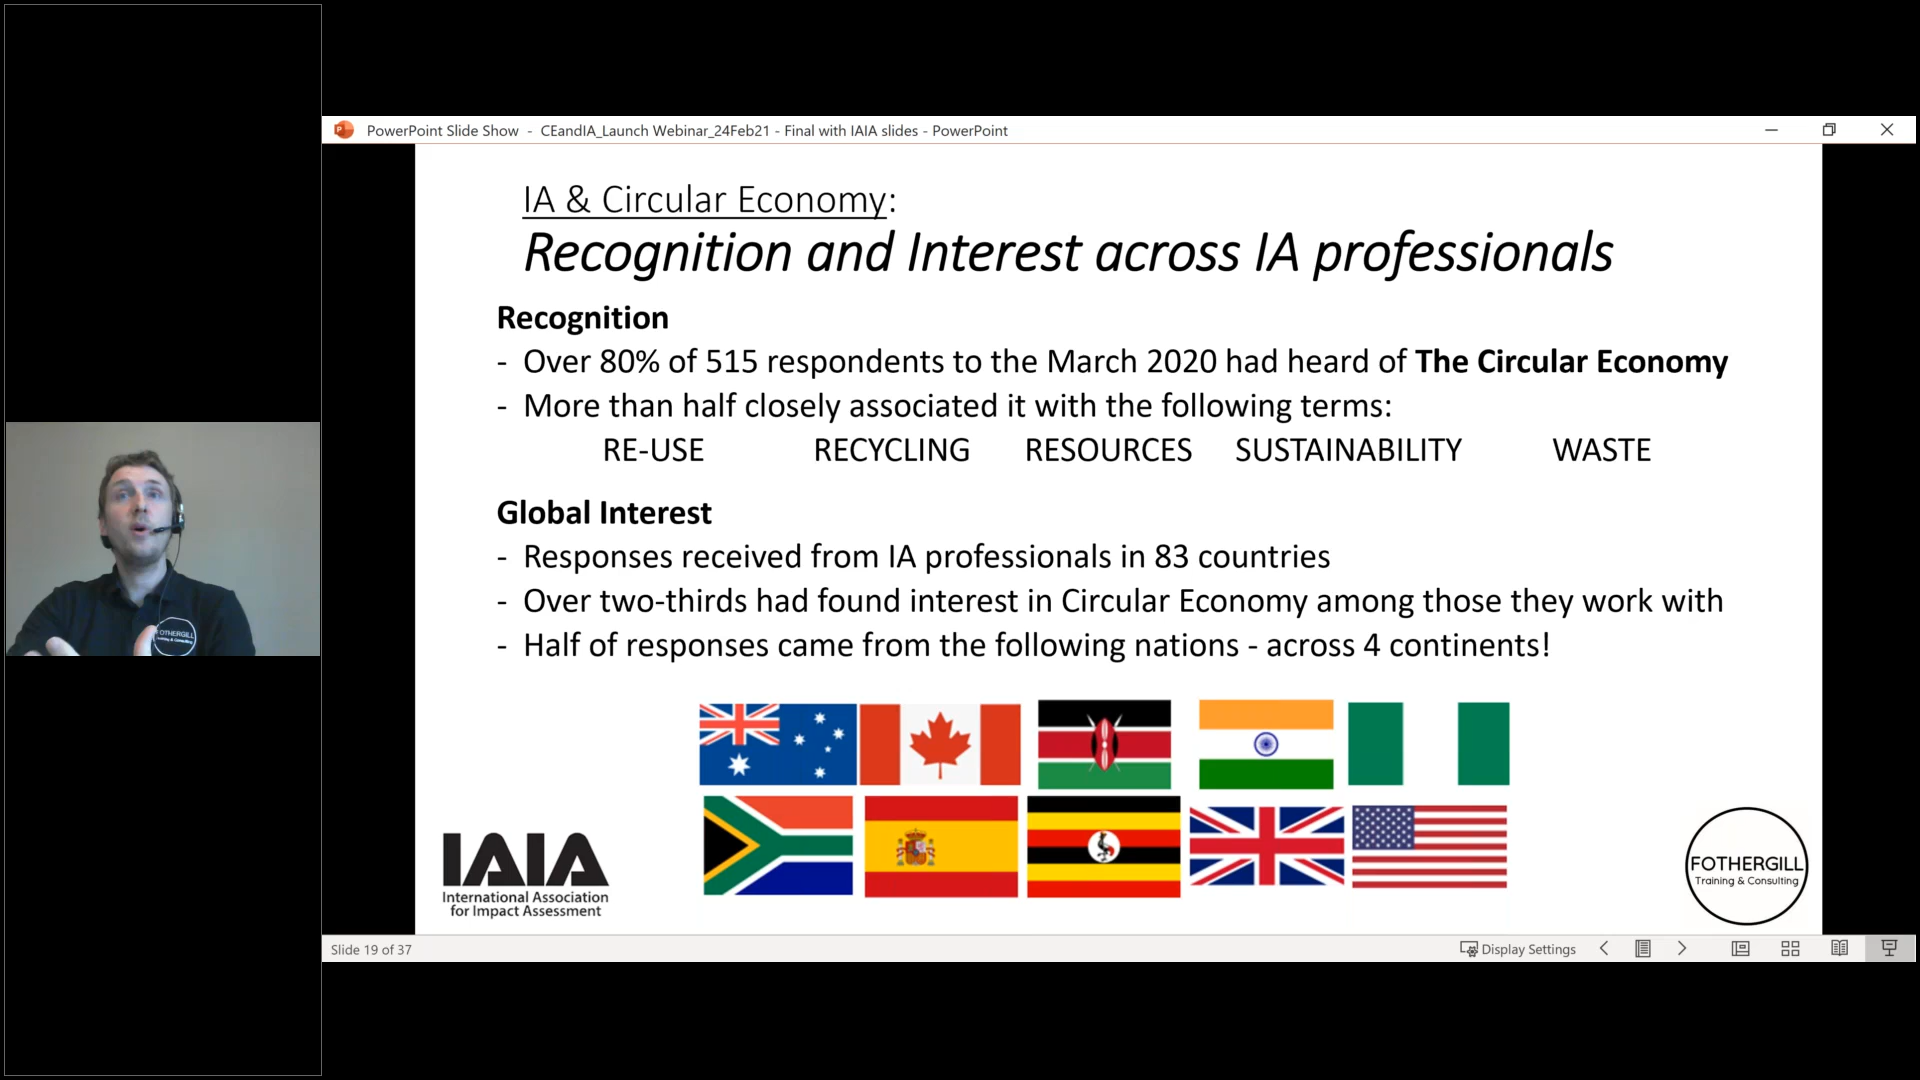 PowerPoint Slide Show - CEandIA_Launch Webinar_24Feb21 - Final with IAIA slides - PowerPoint
IA & Circular Economy:
Recognition and Interest across IA professionals
Recognition
- Over 80% of 515 respondents to the March 2020 had heard of The Circular Economy
- More than half closely associated it with the following terms:
RE-USE RECYCLING RESOURCES SUSTAINABILITY WASTE
Global Interest
- Responses received from IA professionals in 83 countries
- Over two-thirds had found interest in Circular Economy among those they work with
- Half of responses came from the following nations - across 4 continents!
IAIA
International Association
for Impact Assessment
FOTHERGILL
Training & Consulting
FOTHERGILL
Training & Consulting
Slide 19 of 37
Display Settings